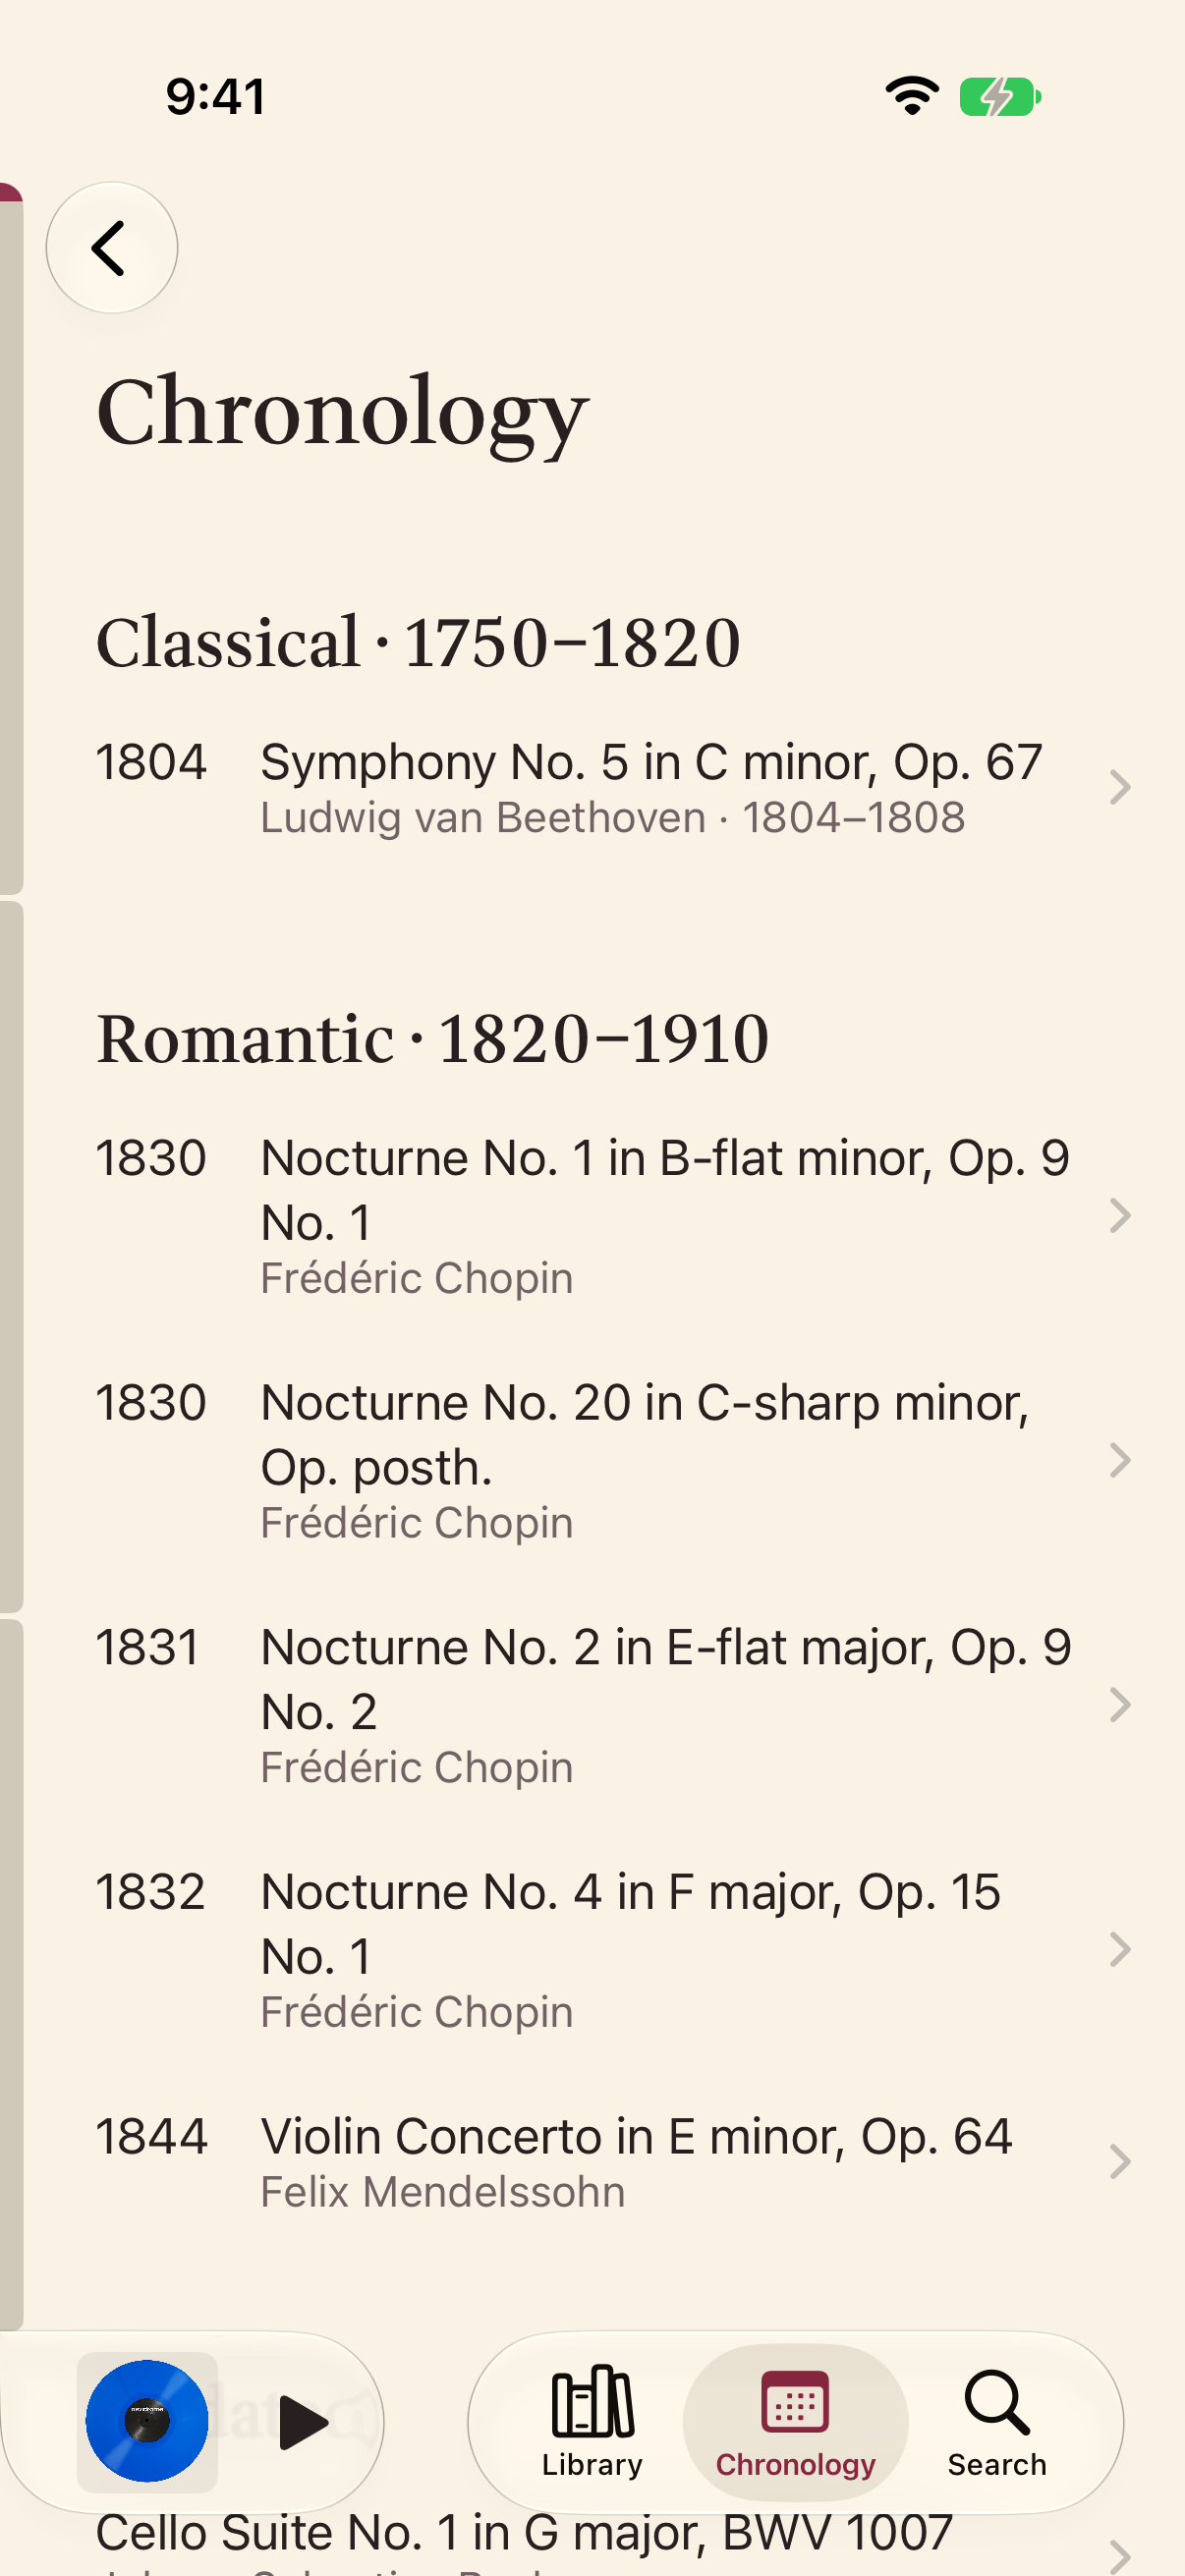 9:41
Chronology
Classical · 1750–1820
1804 Symphony No. 5 in C minor, Op. 67
Ludwig van Beethoven · 1804–1808
Romantic · 1820–1910
1830 Nocturne No. 1 in B-flat minor, Op. 9
No. 1
Frédéric Chopin
1830 Nocturne No. 20 in C-sharp minor,
Op. posth.
Frédéric Chopin
1831 Nocturne No. 2 in E-flat major, Op. 9
No. 2
Frédéric Chopin
1832 Nocturne No. 4 in F major, Op. 15
No. 1
Frédéric Chopin
1844 Violin Concerto in E minor, Op. 64
Felix Mendelssohn
Library
Chronology
Search
Cello Suite No. 1 in G major, BWV 1007